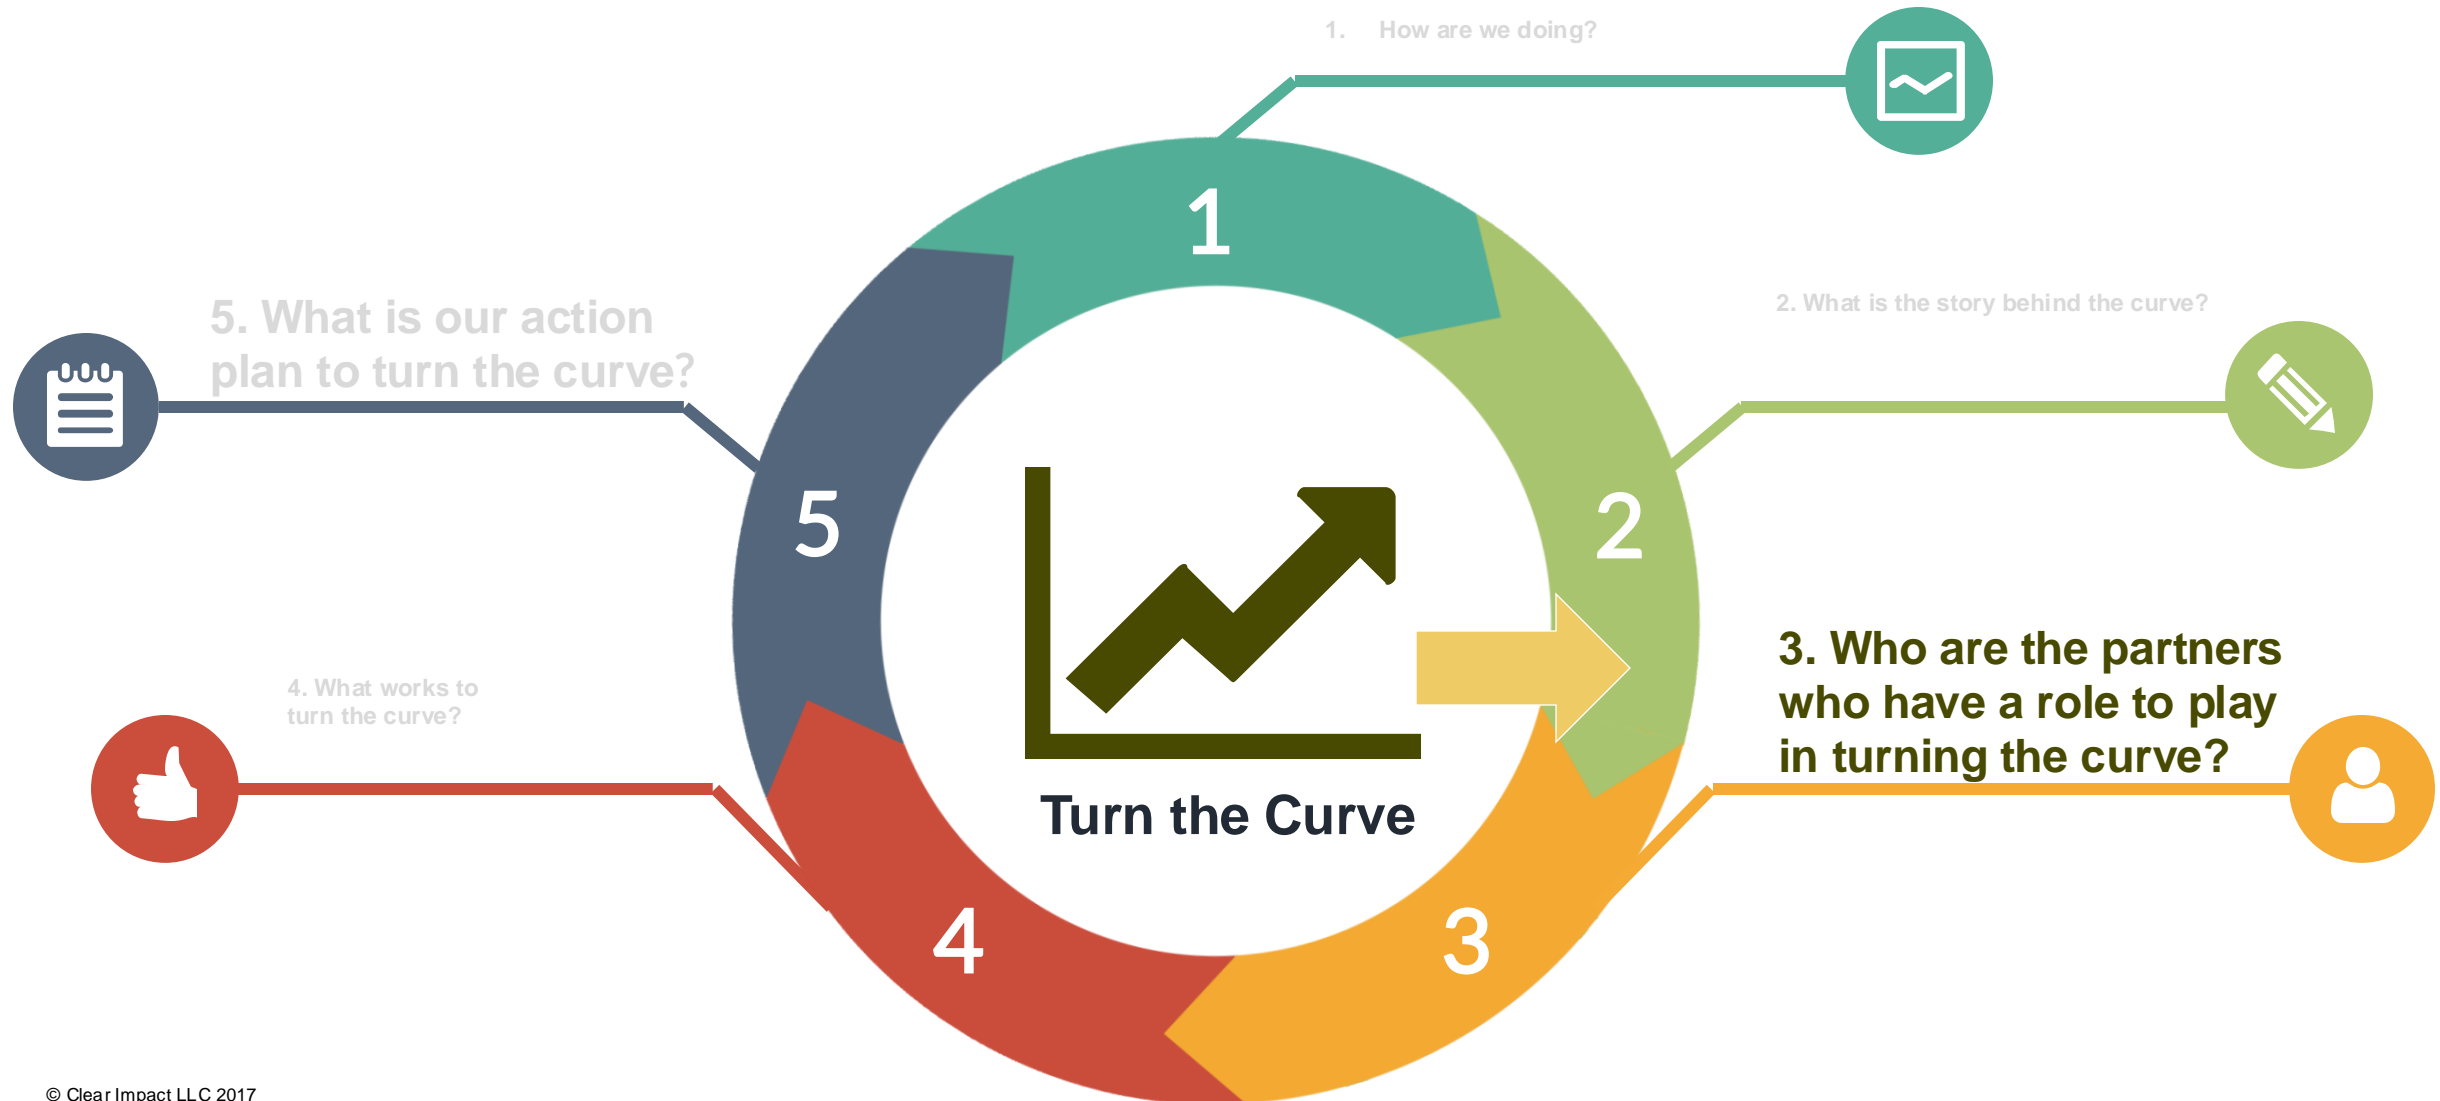 1. How are we doing?
1
5. What is our action
plan to turn the curve?
2. What is the story behind the curve?
5
2
3. Who are the partners
who have a role to play
in turning the curve?
4. What works to
turn the curve?
Turn the Curve
4
3
© Clear Impact LLC 2017